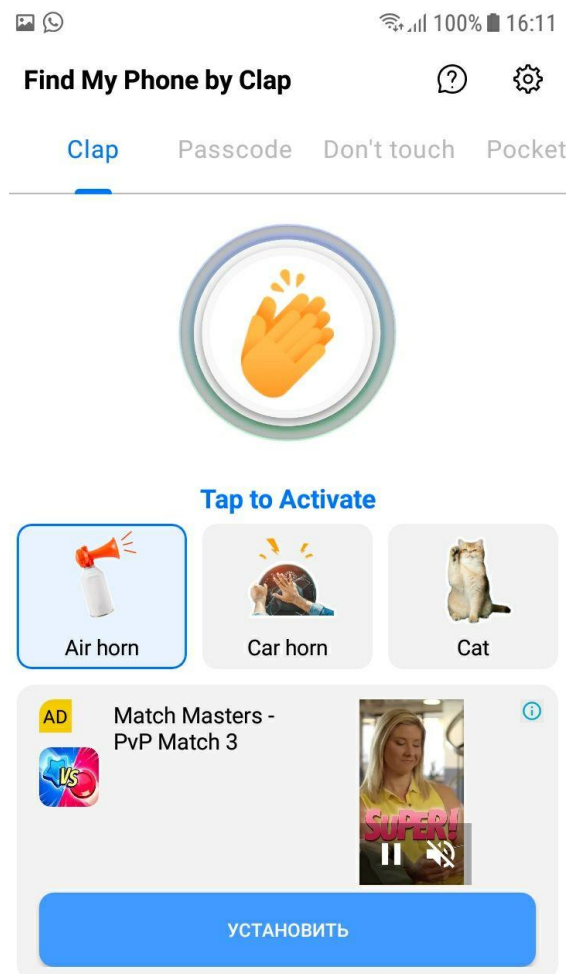 100% 16:11
Find My Phone by Clap
Clap Passcode Don't touch Pocket
Tap to Activate
Air horn Car horn Cat
AD
Match Masters -
PvP Match 3
VS
SUPER!
УСТАНОВИТЬ